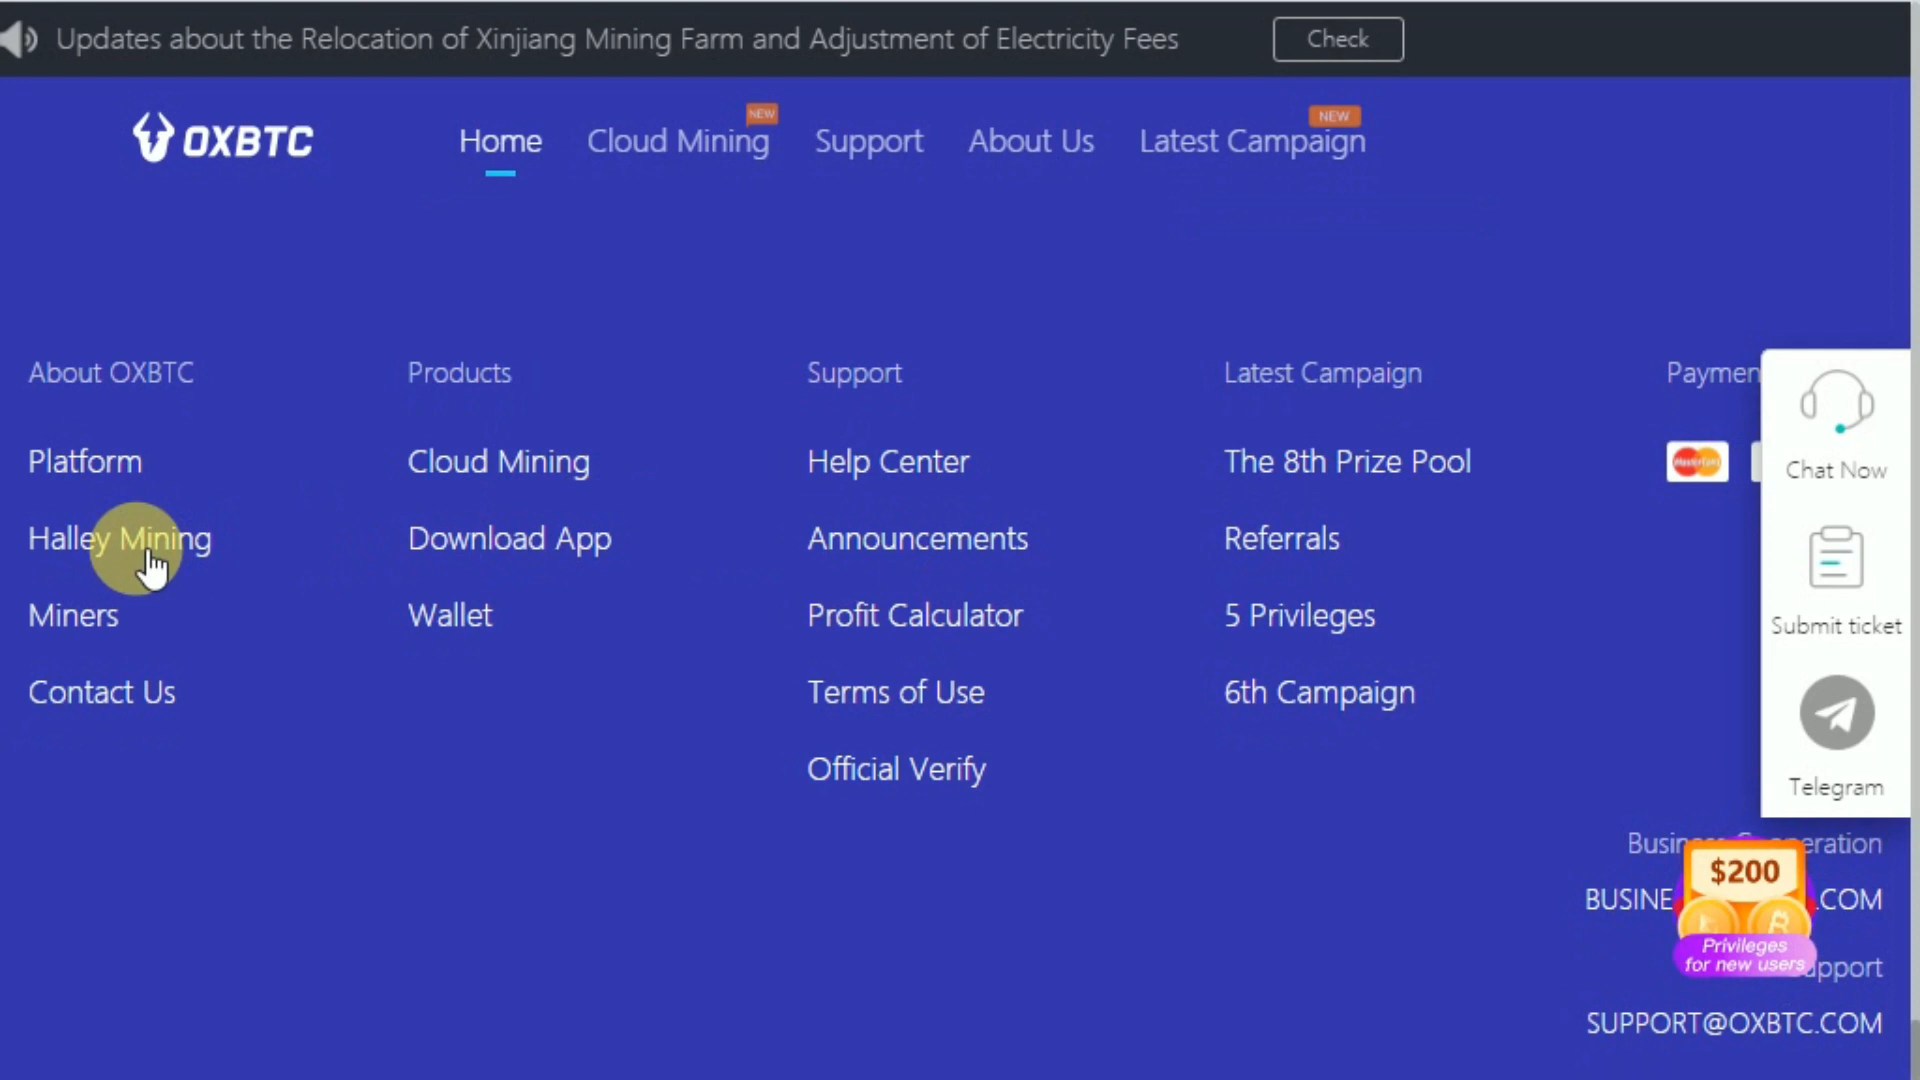 Updates about the Relocation of Xinjiang Mining Farm and Adjustment of Electricity Fees
Check
OXBTC
Home
Cloud Mining
NEW
Support
About Us
Latest Campaign
NEW
About OXBTC
Platform
Halley Mining
Miners
Contact Us
Products
Cloud Mining
Download App
Wallet
Support
Help Center
Announcements
Profit Calculator
Terms of Use
Official Verify
Latest Campaign
The 8th Prize Pool
Referrals
5 Privileges
6th Campaign
Paymen
MasterCard
Chat Now
Submit ticket
Telegram
$200
Privileges
for new users
.COM
SUPPORT@OXBTC.COM